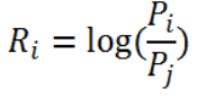 R_i = log(P_i/P_j)